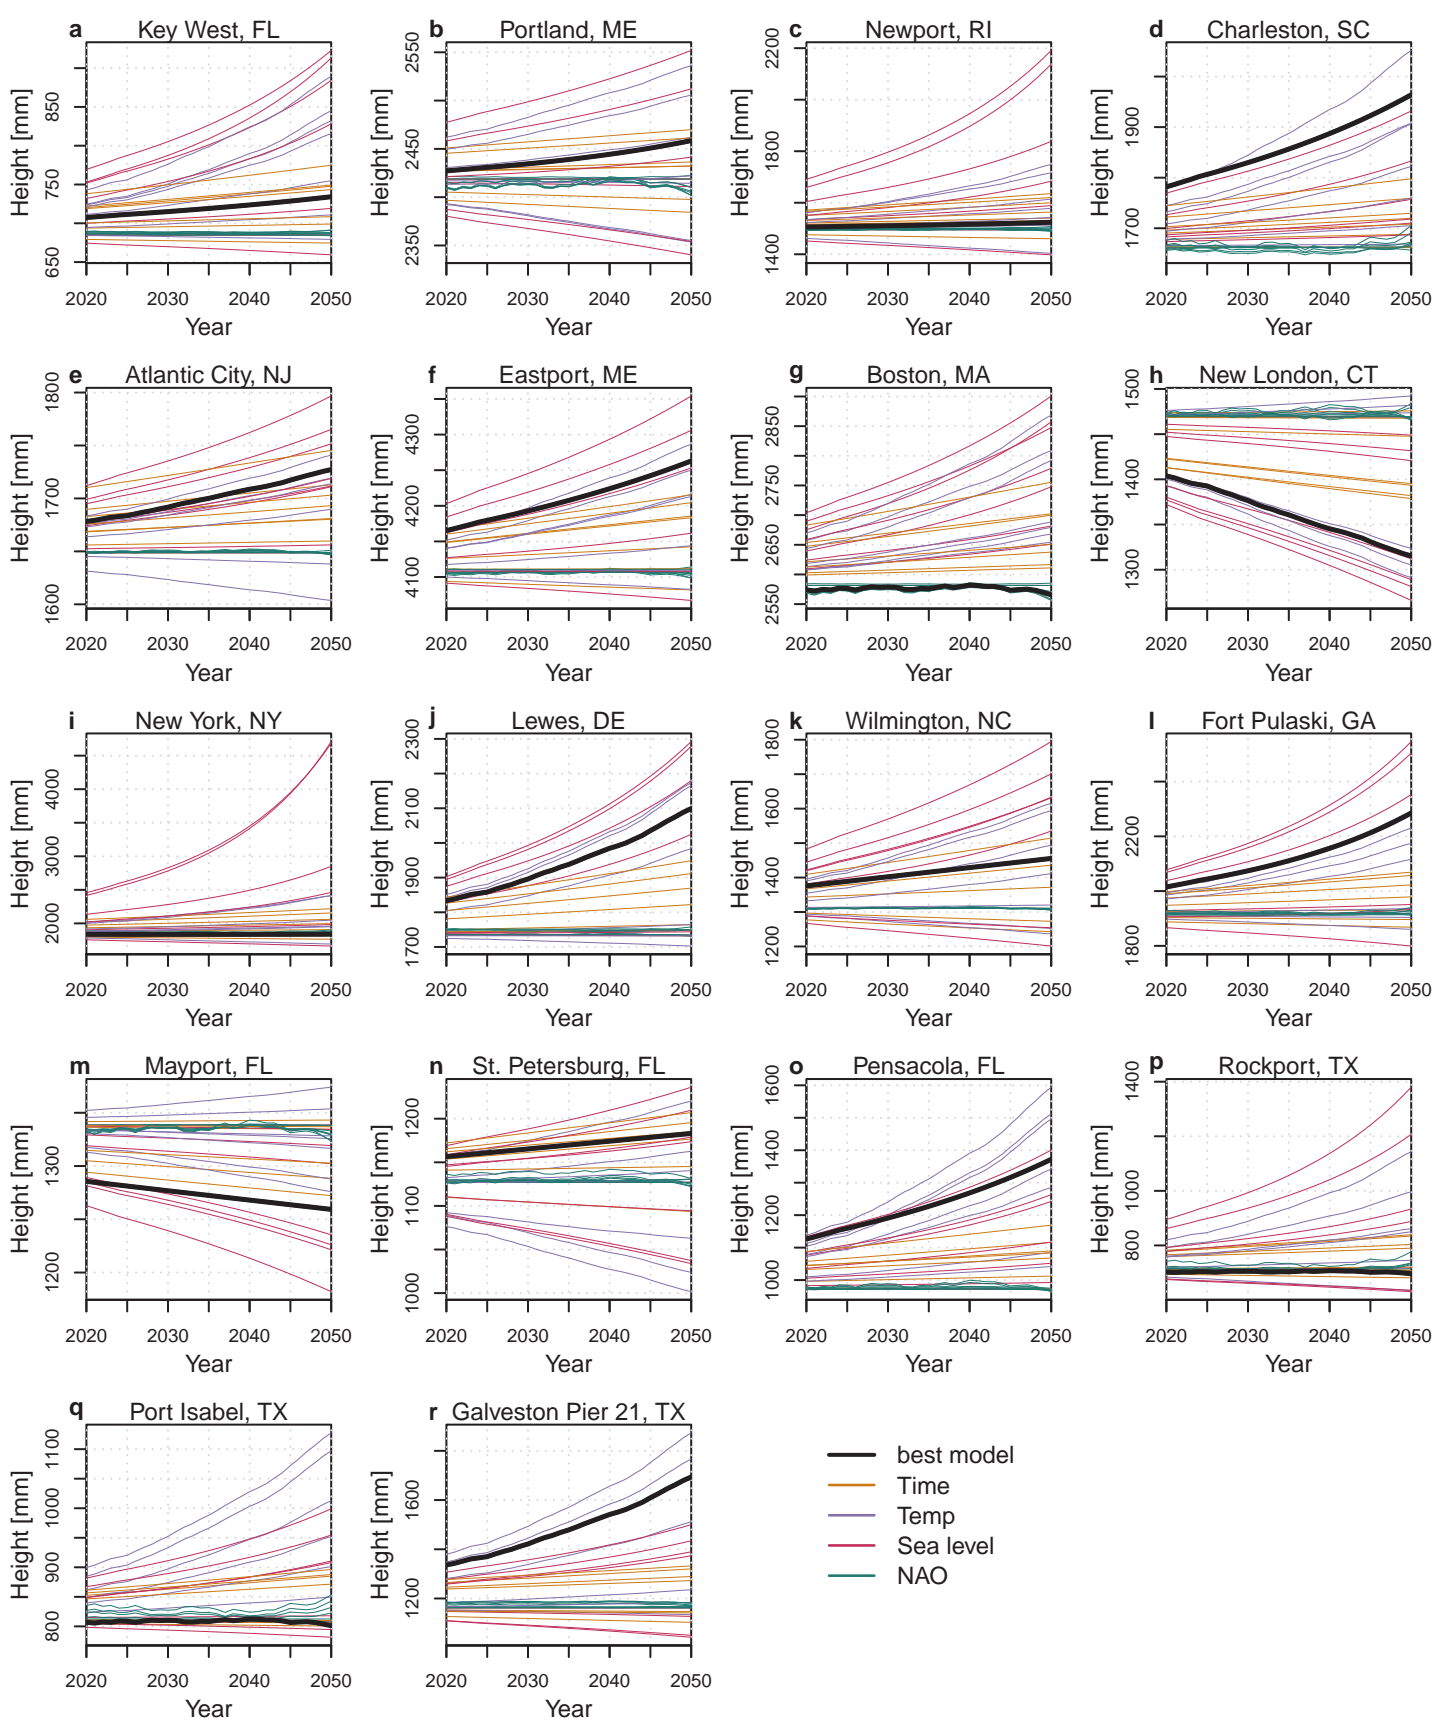 a Key West, FL
Height [mm]
650 750 850
2020 2030 2040 2050
Year
b Portland, ME
Height [mm]
2350 2450 2550
2020 2030 2040 2050
Year
c Newport, RI
Height [mm]
1400 1800 2200
2020 2030 2040 2050
Year
d Charleston, SC
Height [mm]
1700 1900
2020 2030 2040 2050
Year
e Atlantic City, NJ
Height [mm]
1600 1700 1800
2020 2030 2040 2050
Year
f Eastport, ME
Height [mm]
4100 4200 4300
2020 2030 2040 2050
Year
g Boston, MA
Height [mm]
2550 2650 2750 2850
2020 2030 2040 2050
Year
h New London, CT
Height [mm]
1300 1400 1500
2020 2030 2040 2050
Year
i New York, NY
Height [mm]
2000 3000 4000
2020 2030 2040 2050
Year
j Lewes, DE
Height [mm]
1700 1900 2100 2300
2020 2030 2040 2050
Year
k Wilmington, NC
Height [mm]
1200 1400 1600 1800
2020 2030 2040 2050
Year
l Fort Pulaski, GA
Height [mm]
1800 2200
2020 2030 2040 2050
Year
m Mayport, FL
Height [mm]
1200 1300
2020 2030 2040 2050
Year
n St. Petersburg, FL
Height [mm]
1000 1100 1200
2020 2030 2040 2050
Year
o Pensacola, FL
Height [mm]
1000 1200 1400 1600
2020 2030 2040 2050
Year
p Rockport, TX
Height [mm]
800 1000 1400
2020 2030 2040 2050
Year
q Port Isabel, TX
Height [mm]
800 900 1000 1100
2020 2030 2040 2050
Year
r Galveston Pier 21, TX
Height [mm]
1200 1600
2020 2030 2040 2050
Year
best model
Time
Temp
Sea level
NAO